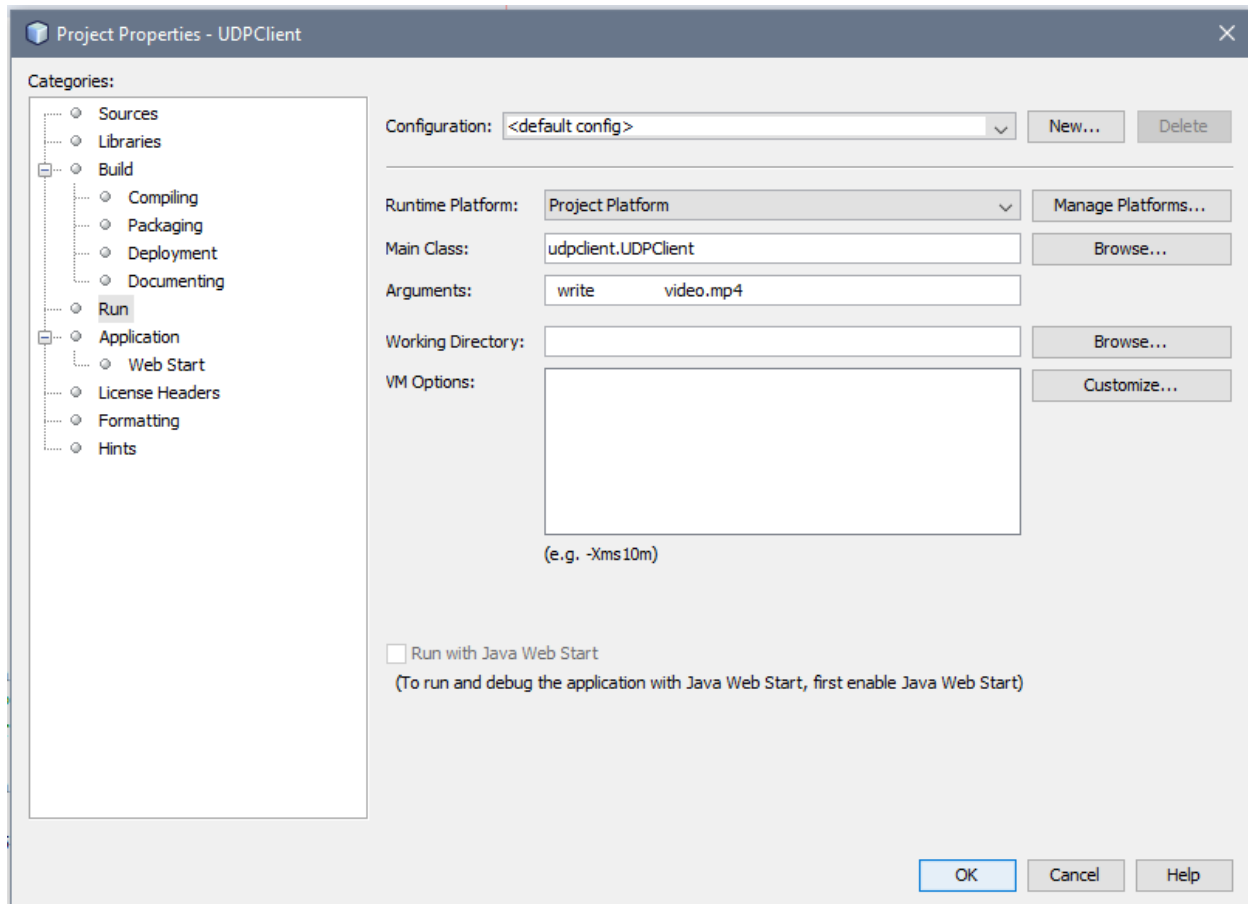 Project Properties - UDPClient
Categories:
Sources
Libraries
Build
Compiling
Packaging
Deployment
Documenting
Run
Application
Web Start
License Headers
Formatting
Hints
Configuration: <default config> New... Delete
Runtime Platform: Project Platform Manage Platforms...
Main Class: udpclient.UDPClient Browse...
Arguments: write video.mp4
Working Directory: Browse...
VM Options: Customize...
(e.g. -Xms10m)
Run with Java Web Start
(To run and debug the application with Java Web Start, first enable Java Web Start)
OK Cancel Help